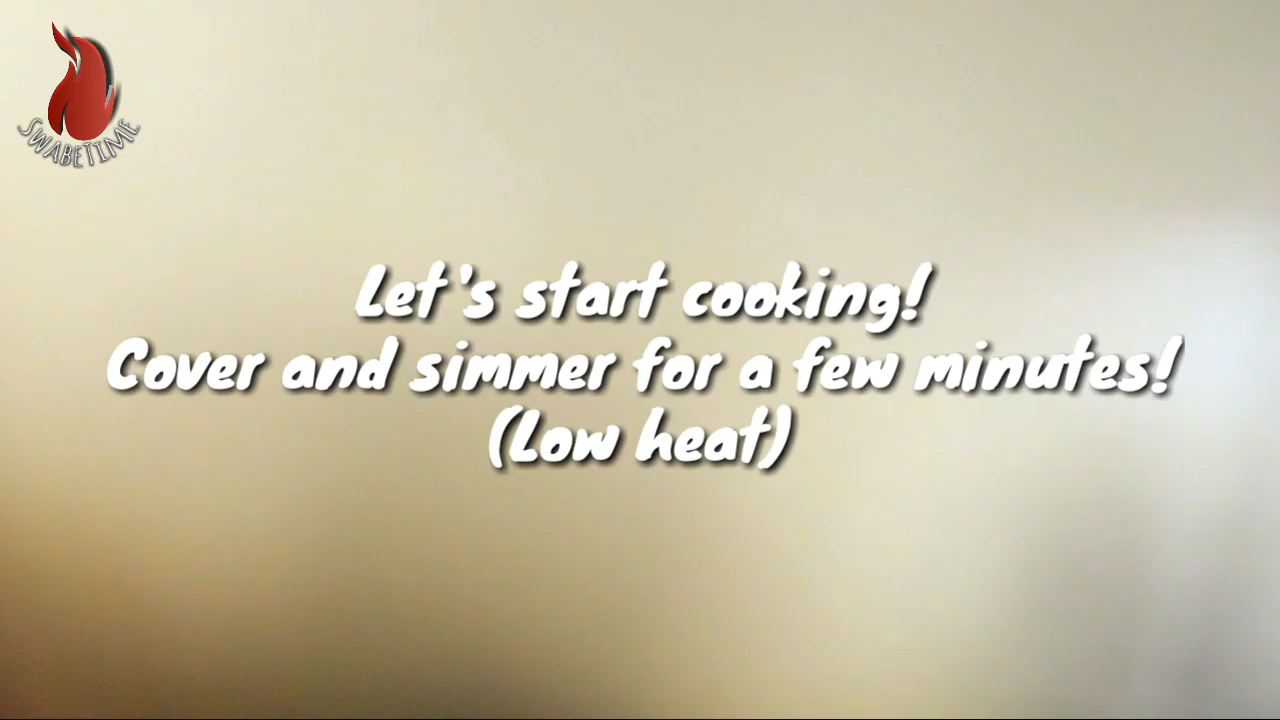 SWABETIME
Let's start cooking!
Cover and simmer for a few minutes!
(Low heat)